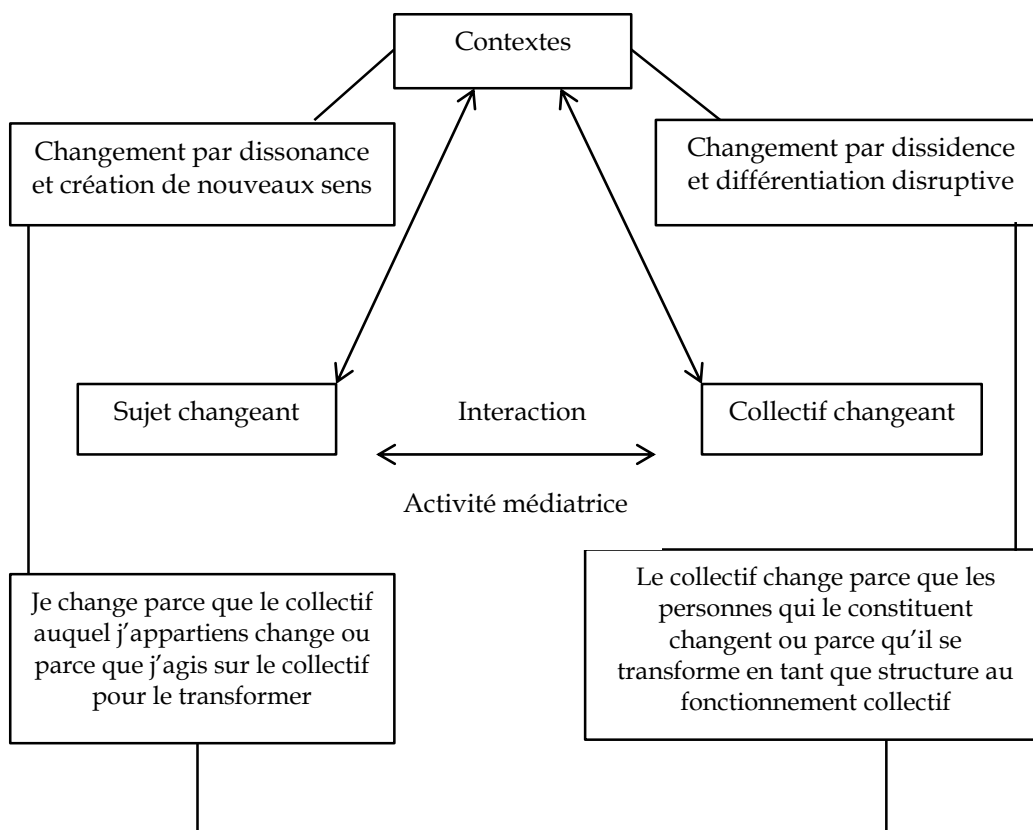 Contextes
Changement par dissonance
et création de nouveaux sens
Changement par dissidence
et différentiation disruptive
Sujet changeant
Interaction
Collectif changeant
Activité médiatrice
Je change parce que le collectif
auquel j’appartiens change ou
parce que j’agis sur le collectif
pour le transformer
Le collectif change parce que les
personnes qui le constituent
changent ou parce qu’il se
transforme en tant que structure au
fonctionnement collectif